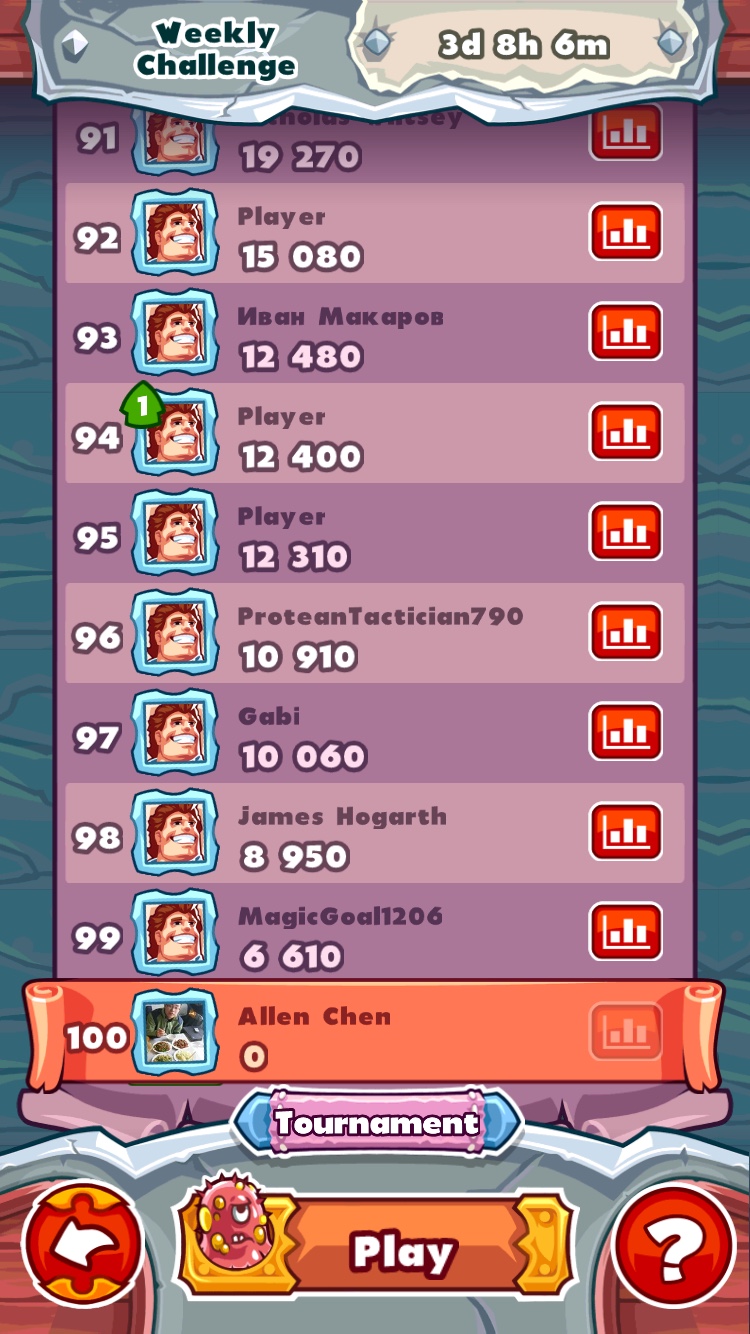 Weekly
Challenge
3d 8h 6m
91
19 270
92
Player
15 080
93
Иван Макаров
12 480
1
94
Player
12 400
95
Player
12 310
96
ProteanTactician790
10 910
97
Gabi
10 060
98
James Hogarth
8 950
99
MagicGoal1206
6 610
100
Allen Chen
0
Tournament
Play
?